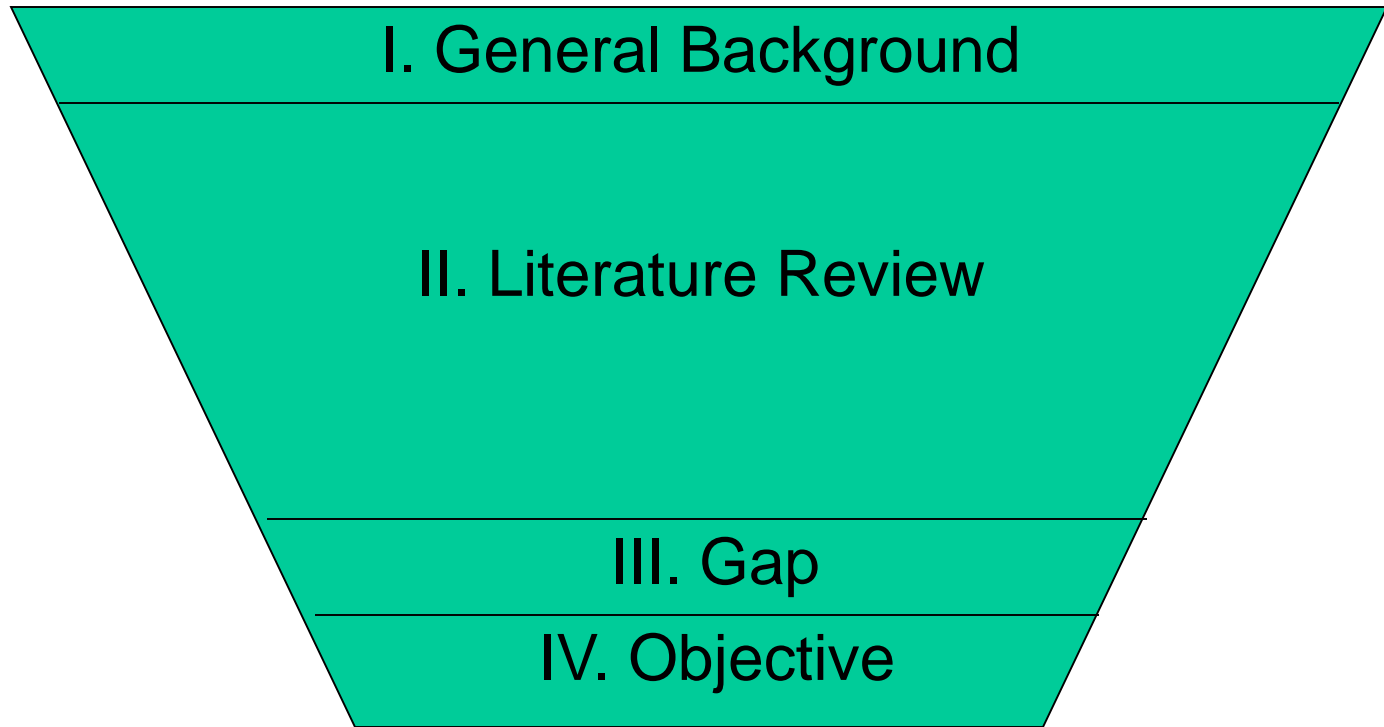 I. General Background
II. Literature Review
III. Gap
IV. Objective